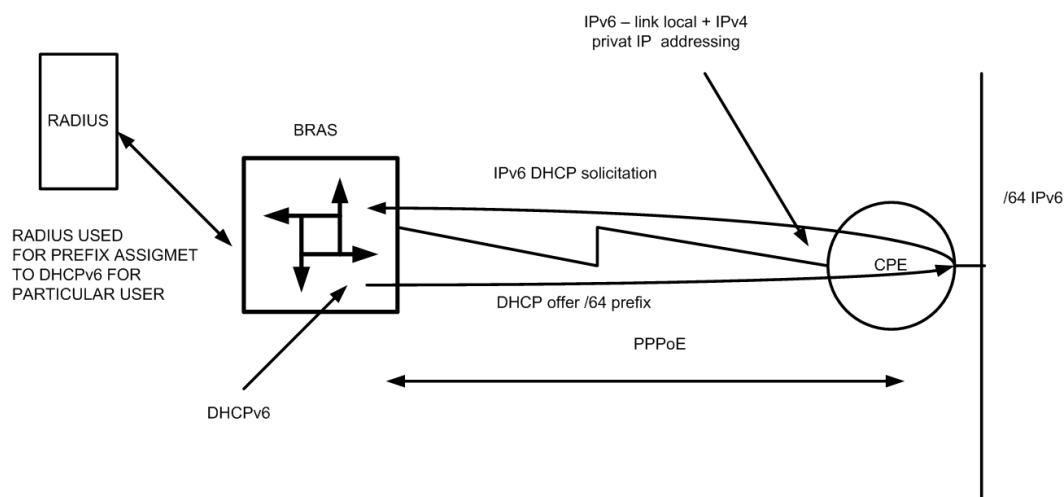 IPv6 – link local + IPv4
privat IP addressing
RADIUS
BRAS
IPv6 DHCP solicitation
/64 IPv6
RADIUS USED
FOR PREFIX ASSIGMET
TO DHCPv6 FOR
PARTICULAR USER
CPE
DHCP offer /64 prefix
PPPoE
DHCPv6